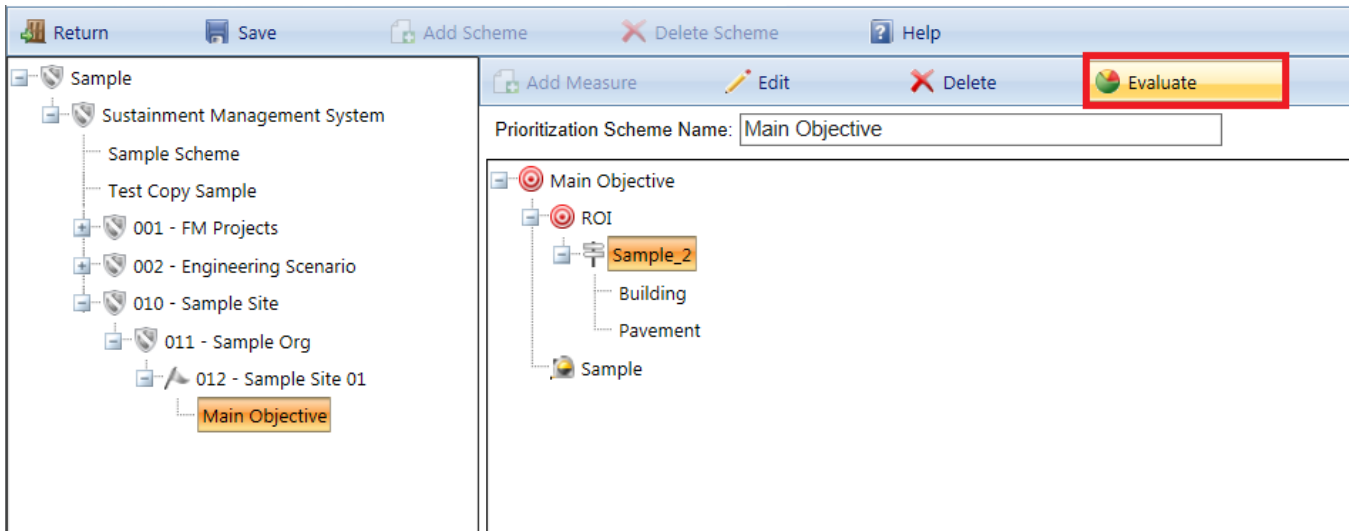 Return Save Add Scheme Delete Scheme Help
Sample
Sustainment Management System
Sample Scheme
Test Copy Sample
001 - FM Projects
002 - Engineering Scenario
010 - Sample Site
011 - Sample Org
012 - Sample Site 01
Main Objective
Add Measure Edit Delete Evaluate
Prioritization Scheme Name: Main Objective
Main Objective
ROI
Sample_2
Building
Pavement
Sample